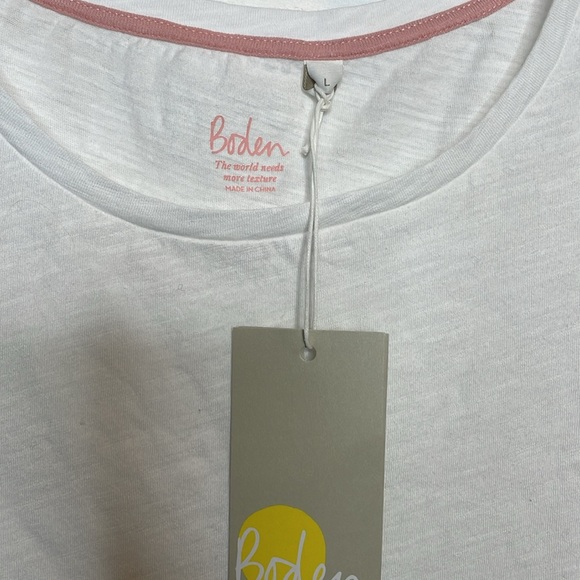 L
Boden
The world needs
more texture
MADE IN CHINA
Boden